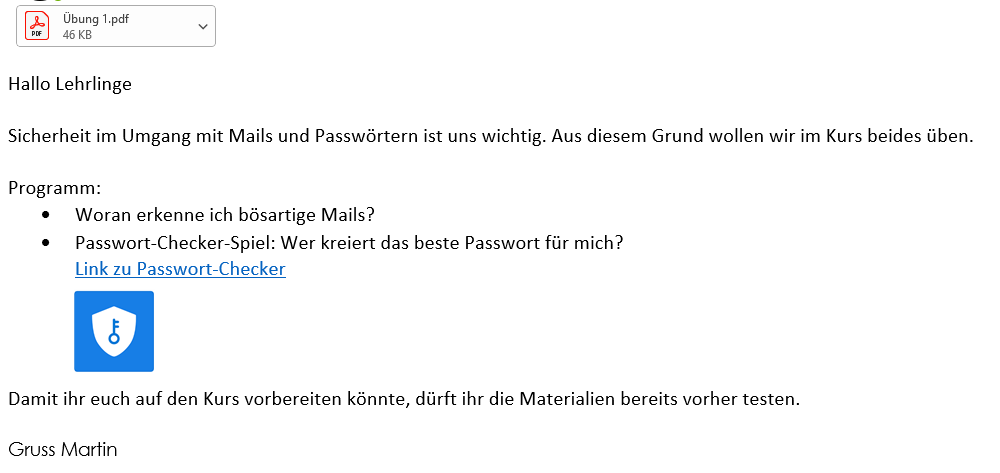 Übung 1.pdf
PDF
46 KB
Hallo Lehrlinge
Sicherheit im Umgang mit Mails und Passwörtern ist uns wichtig. Aus diesem Grund wollen wir im Kurs beides üben.
Programm:
• Woran erkenne ich bösartige Mails?
• Passwort-Checker-Spiel: Wer kreiert das beste Passwort für mich?
Link zu Passwort-Checker
Damit ihr euch auf den Kurs vorbereiten könnte, dürft ihr die Materialien bereits vorher testen.
Gruss Martin